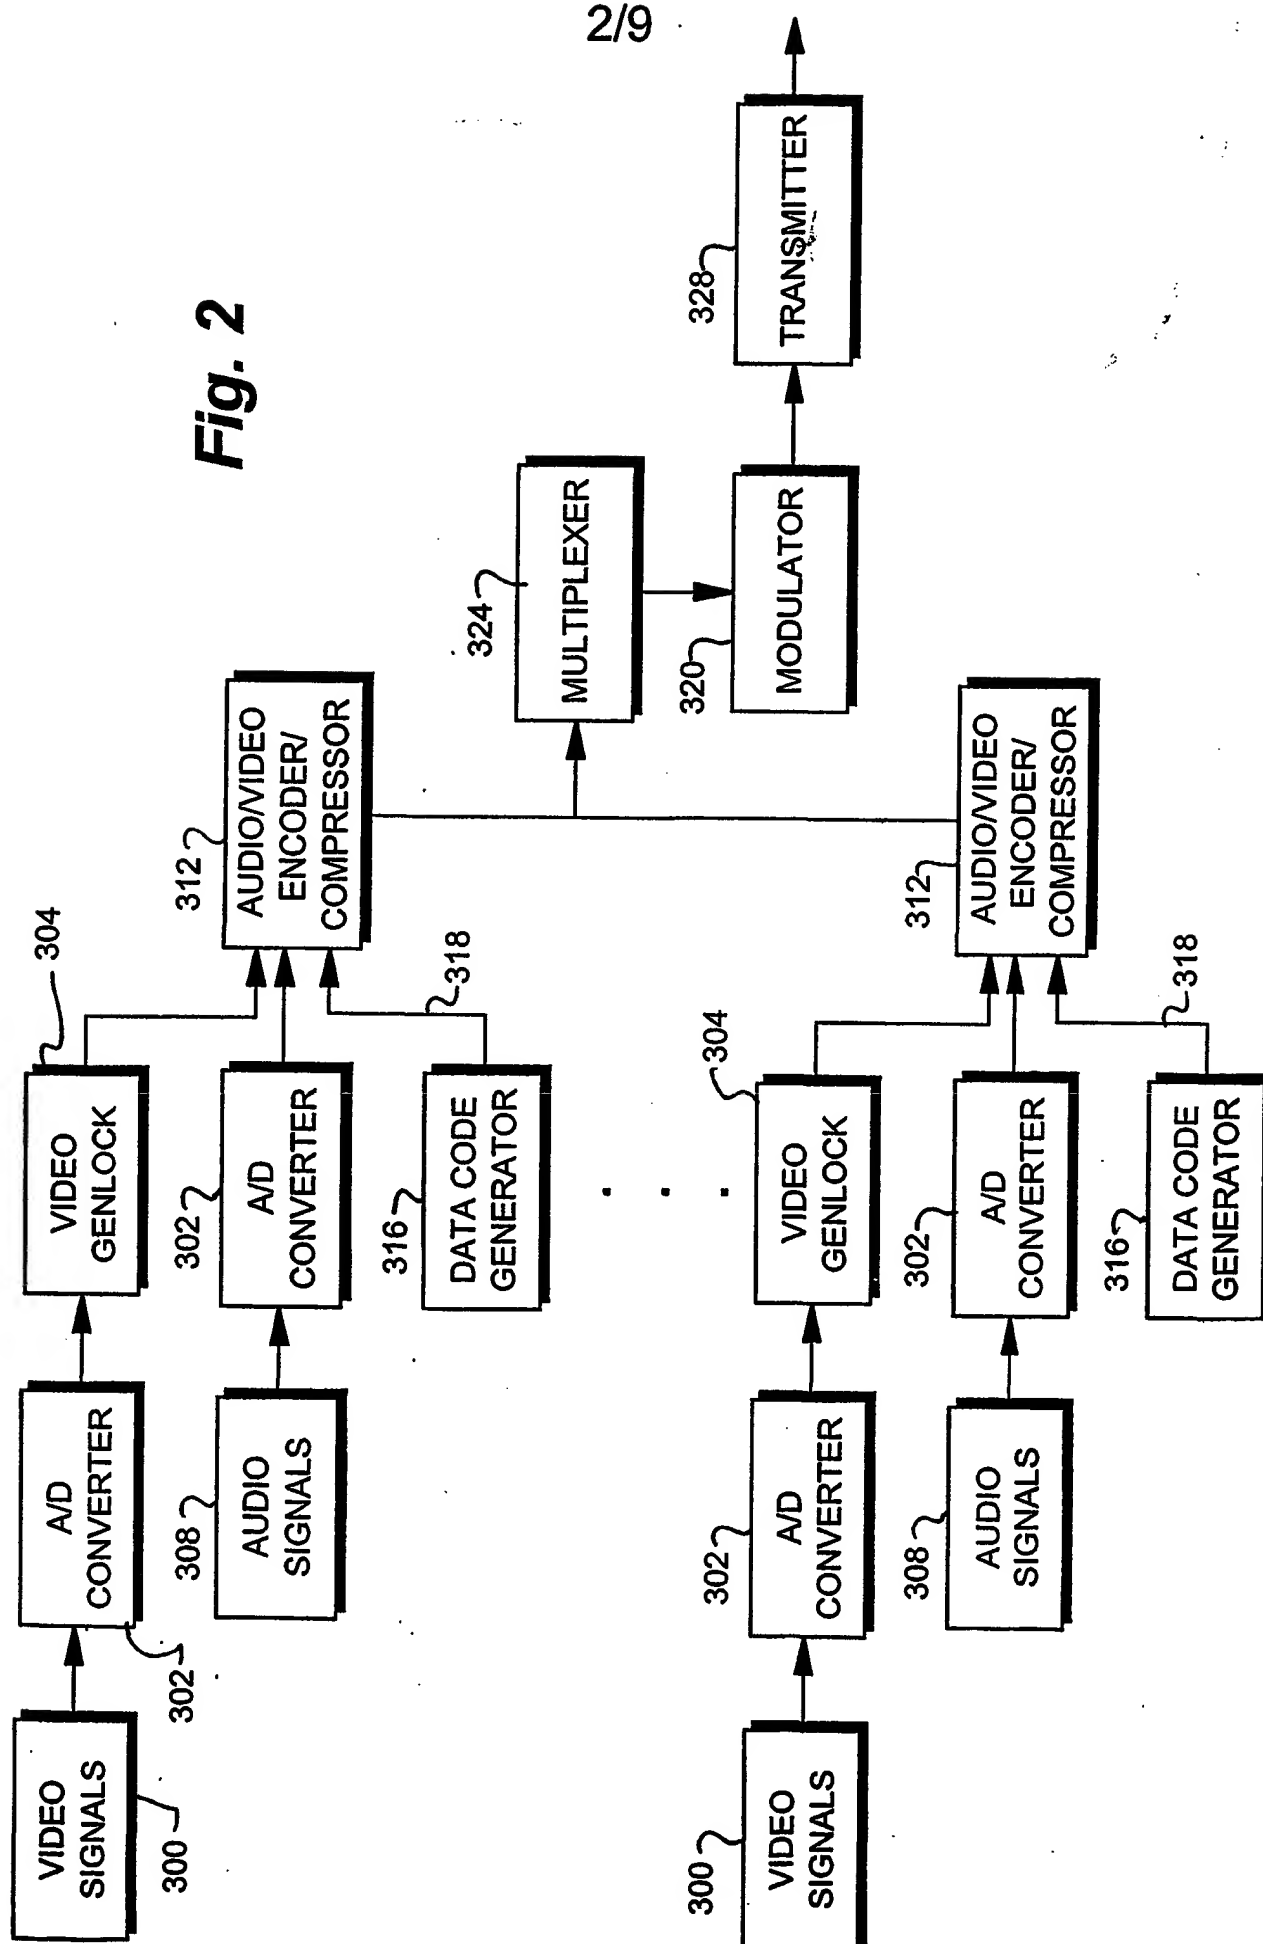 2/9
Fig. 2
VIDEO
SIGNALS
300
A/D
CONVERTER
302
VIDEO
GENLOCK
304
AUDIO
SIGNALS
308
A/D
CONVERTER
302
DATA CODE
GENERATOR
316
318
AUDIO/VIDEO
ENCODER/
COMPRESSOR
312
VIDEO
SIGNALS
300
A/D
CONVERTER
302
VIDEO
GENLOCK
304
AUDIO
SIGNALS
308
A/D
CONVERTER
302
DATA CODE
GENERATOR
316
318
AUDIO/VIDEO
ENCODER/
COMPRESSOR
312
MULTIPLEXER
324
MODULATOR
320
TRANSMITTER
328